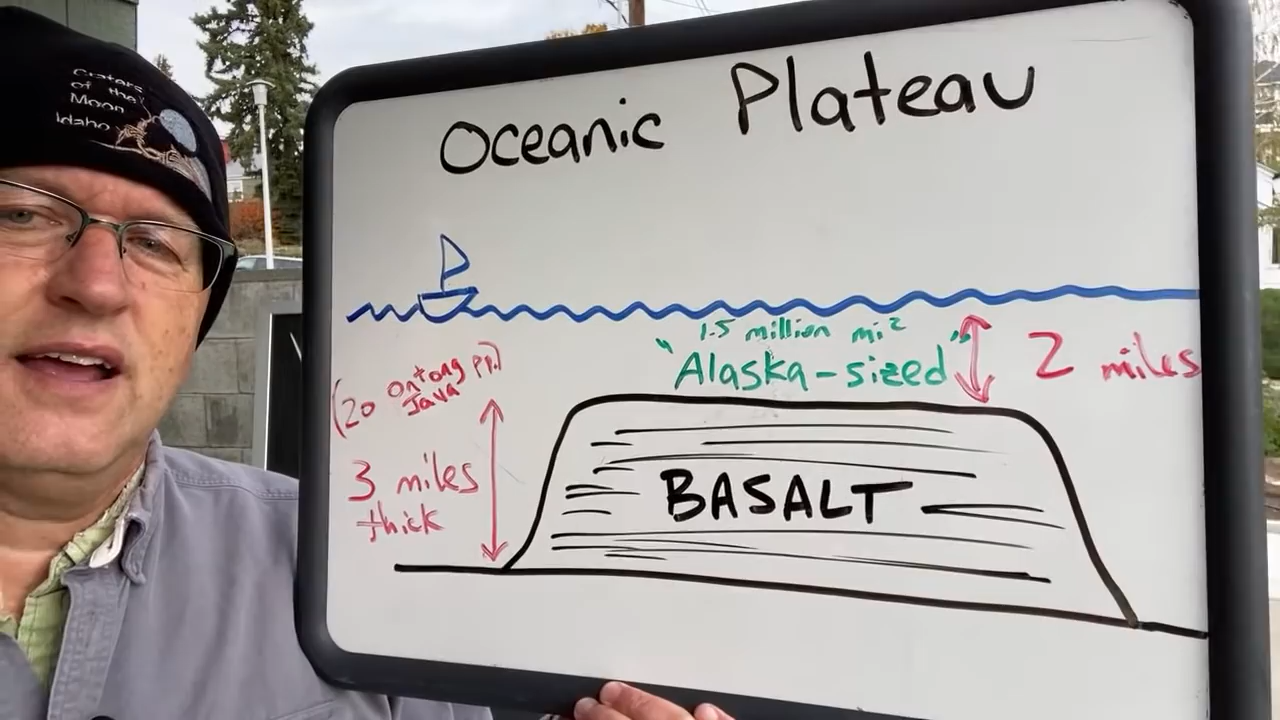 Craters
of the
Moon
Idaho
Oceanic Plateau
1.5 million mi²
"Alaska-sized"
2 miles
(20 Ontong
Java
3 miles
thick
BASALT